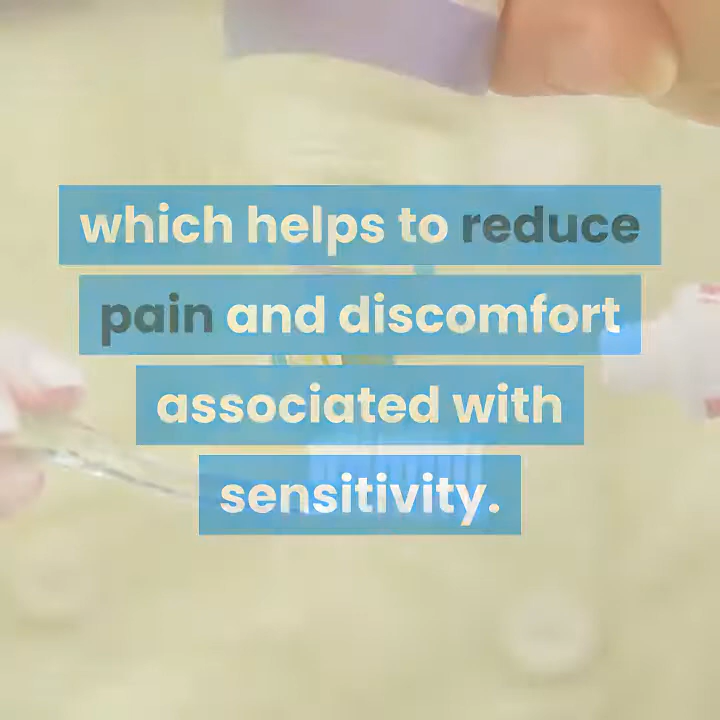 which helps to reduce
pain and discomfort
associated with
sensitivity.